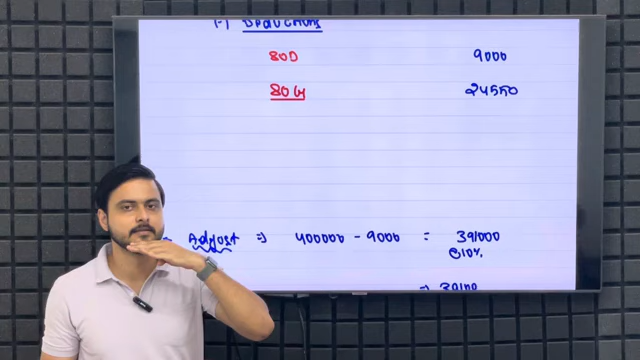 (-) Deductions
80D 9000
80G 24550
Adjust ⇒ 400000 - 9000 = 391000
@10%
→ 39100